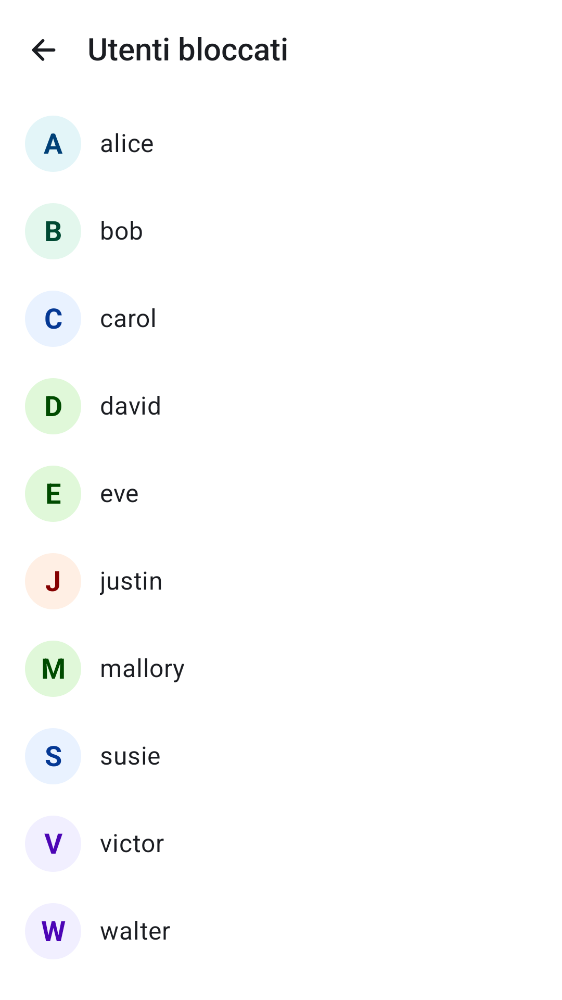 Utenti bloccati
A alice
B bob
C carol
D david
E eve
J justin
M mallory
S susie
V victor
W walter